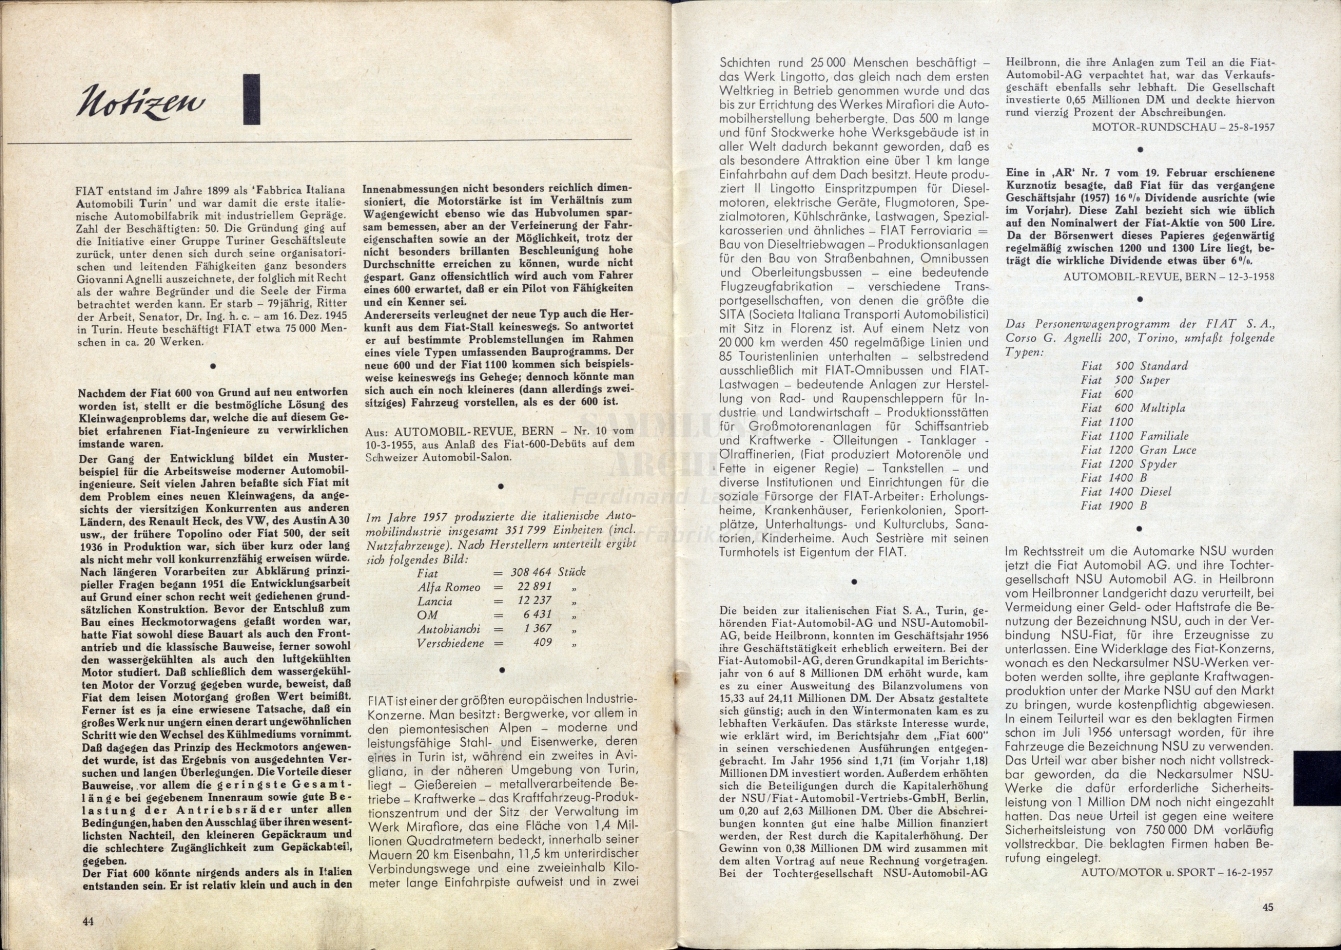 Notizen
FIAT entstand im Jahre 1899 als ‘Fabbrica Italiana
Automobili Turin’ und war damit die erste italie-
nische Automobilfabrik mit industriellem Gepräge.
Zahl der Beschäftigten: 50. Die Gründung ging auf
die Initiative einer Gruppe Turiner Geschäftsleute
zurück, unter denen sich durch seine organisatori-
schen und leitenden Fähigkeiten ganz besonders
Giovanni Agnelli auszeichnete, der folglich mit Recht
als der wahre Begründer und die Seele der Firma
betrachtet werden kann. Er starb – 79jährig, Ritter
der Arbeit, Senator, Dr. Ing. h. c. – am 16. Dez. 1945
in Turin. Heute beschäftigt FIAT etwa 75 000 Men-
schen in ca. 20 Werken.
•
Nachdem der Fiat 600 von Grund auf neu entworfen
worden ist, stellt er die bestmögliche Lösung des
Kleinwagenproblems dar, welche die auf diesem Ge-
biet erfahrenen Fiat-Ingenieure zu verwirklichen
imstande waren.
Der Gang der Entwicklung bildet ein Muster-
beispiel für die Arbeitsweise moderner Automobil-
ingenieure. Seit vielen Jahren befaßte sich Fiat mit
dem Problem eines neuen Kleinwagens, da ange-
sichts der viersitzigen Konkurrenten aus anderen
Ländern, des Renault Heck, des VW, des Austin A 30
usw., der frühere Topolino oder Fiat 500, der seit
1936 in Produktion war, sich über kurz oder lang
als nicht mehr voll konkurrenzfähig erweisen würde.
Nach längeren Vorarbeiten zur Abklärung prinzi-
pieller Fragen begann 1951 die Entwicklungsarbeit
auf Grund einer schon recht weit gediehenen grund-
sätzlichen Konstruktion. Bevor der Entschluß zum
Bau eines Heckmotorwagens gefaßt worden war,
hatte Fiat sowohl diese Bauart als auch den Front-
antrieb und die klassische Bauweise, ferner sowohl
den wassergekühlten als auch den luftgekühlten
Motor studiert. Daß schließlich dem wassergekühl-
ten Motor der Vorzug gegeben wurde, beweist, daß
Fiat dem leisen Motorgang großen Wert beimißt.
Ferner ist es ja eine erwiesene Tatsache, daß ein
großes Werk nur ungern einen derart ungewöhnlichen
Schritt wie den Wechsel des Kühlmediums vornimmt.
Daß dagegen das Prinzip des Heckmotors angewen-
det wurde, ist das Ergebnis von ausgedehnten Ver-
suchen und langen Überlegungen. Die Vorteile dieser
Bauweise, vor allem die geringste Gesamt-
länge bei gegebenem Innenraum sowie gute Be-
lastung der Antriebsräder unter allen
Bedingungen, haben den Ausschlag über ihren wesent-
lichsten Nachteil, den kleineren Gepäckraum und
die schlechtere Zugänglichkeit zum Gepäckabteil,
gegeben.
Der Fiat 600 könnte nirgends anders als in Italien
entstanden sein. Er ist relativ klein und auch in den
44
Innenabmessungen nicht besonders reichlich dimen-
sioniert, die Motorstärke ist im Verhältnis zum
Wagengewicht ebenso wie das Hubvolumen spar-
sam bemessen, aber an der Verfeinerung der Fahr-
eigenschaften sowie an der Möglichkeit, trotz der
nicht besonders brillanten Beschleunigung hohe
Durchschnitte erreichen zu können, wurde nicht
gespart. Ganz offensichtlich wird auch vom Fahrer
eines 600 erwartet, daß er ein Pilot von Fähigkeiten
und ein Kenner sei.
Andererseits verleugnet der neue Typ auch die Her-
kunft aus dem Fiat-Stall keineswegs. So antwortet
er auf bestimmte Problemstellungen im Rahmen
eines viele Typen umfassenden Bauprogramms. Der
neue 600 und der Fiat 1100 kommen sich beispiels-
weise keineswegs ins Gehege; dennoch könnte man
sich auch ein noch kleineres (dann allerdings zwei-
sitziges) Fahrzeug vorstellen, als es der 600 ist.
Aus: AUTOMOBIL-REVUE, BERN – Nr. 10 vom
10-3-1955, aus Anlaß des Fiat-600-Debüts auf dem
Schweizer Automobil-Salon.
•
Im Jahre 1957 produzierte die italienische Auto-
mobilindustrie insgesamt 351 799 Einheiten (incl.
Nutzfahrzeuge). Nach Herstellern unterteilt ergibt
sich folgendes Bild:
Fiat = 308 464 Stück
Alfa Romeo = 22 891 „
Lancia = 12 237 „
OM = 6 431 „
Autobianchi = 1 367 „
Verschiedene = 409 „
•
FIAT ist einer der größten europäischen Industrie-
Konzerne. Man besitzt: Bergwerke, vor allem in
den piemontesischen Alpen – moderne und
leistungsfähige Stahl- und Eisenwerke, deren
eines in Turin ist, während ein zweites in Avi-
gliana, in der näheren Umgebung von Turin,
liegt – Gießereien – metallverarbeitende Be-
triebe – Kraftwerke – das Kraftfahrzeug-Produk-
tionszentrum und der Sitz der Verwaltung im
Werk Mirafiore, das eine Fläche von 1,4 Mil-
lionen Quadratmetern bedeckt, innerhalb seiner
Mauern 20 km Eisenbahn, 11,5 km unterirdischer
Verbindungswege und eine zweieinhalb Kilo-
meter lange Einfahrpiste aufweist und in zwei
Schichten rund 25 000 Menschen beschäftigt –
das Werk Lingotto, das gleich nach dem ersten
Weltkrieg in Betrieb genommen wurde und das
bis zur Errichtung des Werkes Mirafiori die Auto-
mobilherstellung beherbergte. Das 500 m lange
und fünf Stockwerke hohe Werksgebäude ist in
aller Welt dadurch bekannt geworden, daß es
als besondere Attraktion eine über 1 km lange
Einfahrbahn auf dem Dach besitzt. Heute produ-
ziert Il Lingotto Einspritzpumpen für Diesel-
motoren, elektrische Geräte, Flugmotoren, Spe-
zialmotoren, Kühlschränke, Lastwagen, Spezial-
karosserien und ähnliches – FIAT Ferroviaria =
Bau von Dieseltriebwagen – Produktionsanlagen
für den Bau von Straßenbahnen, Omnibussen
und Oberleitungsbussen – eine bedeutende
Flugzeugfabrikation – verschiedene Trans-
portgesellschaften, von denen die größte die
SITA (Societa Italiana Transporti Automobilistici)
mit Sitz in Florenz ist. Auf einem Netz von
20 000 km werden 450 regelmäßige Linien und
85 Touristenlinien unterhalten – selbstredend
ausschließlich mit FIAT-Omnibussen und FIAT-
Lastwagen – bedeutende Anlagen zur Herstel-
lung von Rad- und Raupenschleppern für In-
dustrie und Landwirtschaft – Produktionsstätten
für Großmotorenanlagen für Schiffsantrieb
und Kraftwerke - Ölleitungen - Tanklager -
Ölraffinerien, (Fiat produziert Motorenöle und
Fette in eigener Regie) – Tankstellen – und
diverse Institutionen und Einrichtungen für die
soziale Fürsorge der FIAT-Arbeiter: Erholungs-
heime, Krankenhäuser, Ferienkolonien, Sport-
plätze, Unterhaltungs- und Kulturclubs, Sana-
torien, Kinderheime. Auch Sestrière mit seinen
Turmhotels ist Eigentum der FIAT.
•
Die beiden zur italienischen Fiat S. A., Turin, ge-
hörenden Fiat-Automobil-AG und NSU-Automobil-
AG, beide Heilbronn, konnten im Geschäftsjahr 1956
ihre Geschäftstätigkeit erheblich erweitern. Bei der
Fiat-Automobil-AG, deren Grundkapital im Berichts-
jahr von 6 auf 8 Millionen DM erhöht wurde, kam
es zu einer Ausweitung des Bilanzvolumens von
15,33 auf 24,11 Millionen DM. Der Absatz gestaltete
sich günstig; auch in den Wintermonaten kam es zu
lebhaften Verkäufen. Das stärkste Interesse wurde,
wie erklärt wird, im Berichtsjahr dem „Fiat 600“
in seinen verschiedenen Ausführungen entgegen-
gebracht. Im Jahre 1956 sind 1,71 (im Vorjahr 1,18)
Millionen DM investiert worden. Außerdem erhöhten
sich die Beteiligungen durch die Kapitalerhöhung
der NSU/Fiat-Automobil-Vertriebs-GmbH, Berlin,
um 0,20 auf 2,63 Millionen DM. Über die Abschrei-
bungen konnten gut eine halbe Million finanziert
werden, der Rest durch die Kapitalerhöhung. Der
Gewinn von 0,38 Millionen DM wird zusammen mit
dem alten Vortrag auf neue Rechnung vorgetragen.
Bei der Tochtergesellschaft NSU-Automobil-AG
Heilbronn, die ihre Anlagen zum Teil an die Fiat-
Automobil-AG verpachtet hat, war das Verkaufs-
geschäft ebenfalls sehr lebhaft. Die Gesellschaft
investierte 0,65 Millionen DM und deckte hiervon
rund vierzig Prozent der Abschreibungen.
MOTOR-RUNDSCHAU – 25-8-1957
•
Eine in ‚AR‘ Nr. 7 vom 19. Februar erschienene
Kurznotiz besagte, daß Fiat für das vergangene
Geschäftsjahr (1957) 16 % Dividende ausrichte (wie
im Vorjahr). Diese Zahl bezieht sich wie üblich
auf den Nominalwert der Fiat-Aktie von 500 Lire.
Da der Börsenwert dieses Papieres gegenwärtig
regelmäßig zwischen 1200 und 1300 Lire liegt, be-
trägt die wirkliche Dividende etwas über 6 %.
AUTOMOBIL-REVUE, BERN – 12-3-1958
•
Das Personenwagenprogramm der FIAT S. A.,
Corso G. Agnelli 200, Torino, umfaßt folgende
Typen:
Fiat 500 Standard
Fiat 500 Super
Fiat 600
Fiat 600 Multipla
Fiat 1100
Fiat 1100 Familiale
Fiat 1200 Gran Luce
Fiat 1200 Spyder
Fiat 1400 B
Fiat 1400 Diesel
Fiat 1900 B
•
Im Rechtsstreit um die Automarke NSU wurden
jetzt die Fiat Automobil AG. und ihre Tochter-
gesellschaft NSU Automobil AG. in Heilbronn
vom Heilbronner Landgericht dazu verurteilt, bei
Vermeidung einer Geld- oder Haftstrafe die Be-
nutzung der Bezeichnung NSU, auch in der Ver-
bindung NSU-Fiat, für ihre Erzeugnisse zu
unterlassen. Eine Widerklage des Fiat-Konzerns,
wonach es den Neckarsulmer NSU-Werken ver-
boten werden sollte, ihre geplante Kraftwagen-
produktion unter der Marke NSU auf den Markt
zu bringen, wurde kostenpflichtig abgewiesen.
In einem Teilurteil war es den beklagten Firmen
schon im Juli 1956 untersagt worden, für ihre
Fahrzeuge die Bezeichnung NSU zu verwenden.
Das Urteil war aber bisher noch nicht vollstreck-
bar geworden, da die Neckarsulmer NSU-
Werke die dafür erforderliche Sicherheits-
leistung von 1 Million DM noch nicht eingezahlt
hatten. Das neue Urteil ist gegen eine weitere
Sicherheitsleistung von 750 000 DM vorläufig
vollstreckbar. Die beklagten Firmen haben Be-
rufung eingelegt.
AUTO/MOTOR u. SPORT – 16-2-1957
45